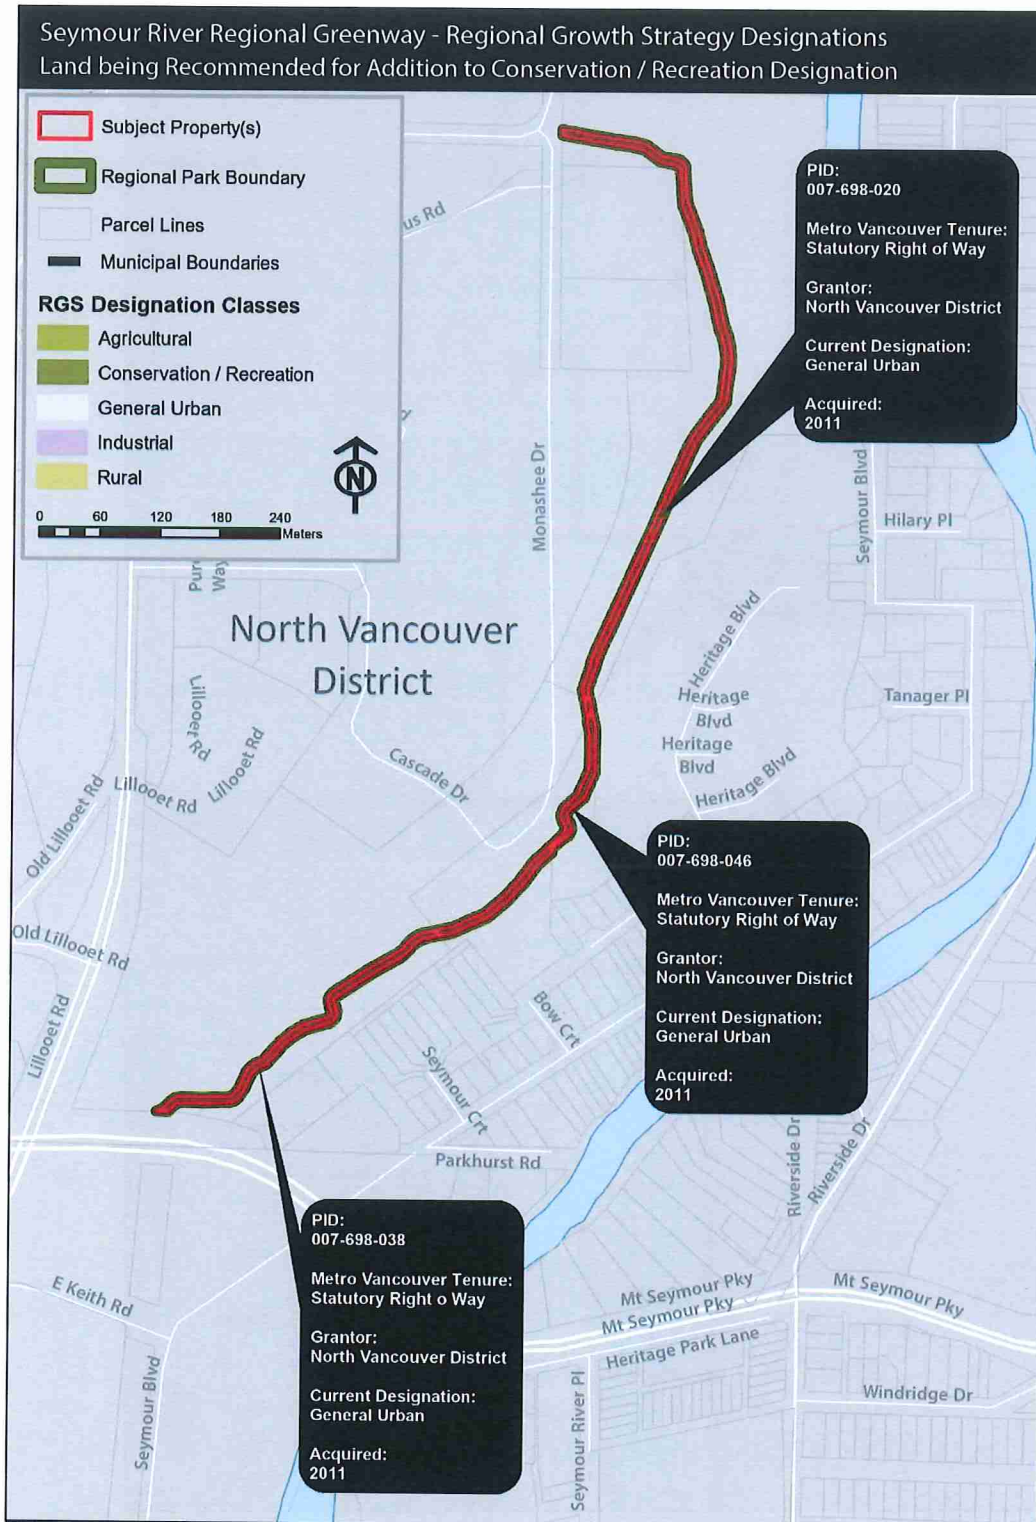 Seymour River Regional Greenway - Regional Growth Strategy Designations
Land being Recommended for Addition to Conservation / Recreation Designation
Subject Property(s)
Regional Park Boundary
Parcel Lines
Municipal Boundaries
RGS Designation Classes
Agricultural
Conservation / Recreation
General Urban
Industrial
Rural
N
0 60 120 180 240
Meters
us Rd
PID:
007-698-020
Metro Vancouver Tenure:
Statutory Right of Way
Grantor:
North Vancouver District
Current Designation:
General Urban
Acquired:
2011
Monashee Dr
Seymour Blvd
Hilary Pl
Pur
Way
North Vancouver
District
Heritage Blvd
Heritage
Blvd
Heritage
Blvd
Heritage Blvd
Tanager Pl
Lillooet
Rd
Lillooet Rd
Lillooet Rd
Cascade Dr
Old Lillooet Rd
Old Lillooet Rd
Lillooet Rd
PID:
007-698-046
Metro Vancouver Tenure:
Statutory Right of Way
Grantor:
North Vancouver District
Current Designation:
General Urban
Acquired:
2011
Bow Crt
Seymour Crt
Parkhurst Rd
Riverside Dr
Riverside Dr
PID:
007-698-038
Metro Vancouver Tenure:
Statutory Right o Way
Grantor:
North Vancouver District
Current Designation:
General Urban
Acquired:
2011
E Keith Rd
Seymour Blvd
Mt Seymour Pky
Mt Seymour Pky
Mt Seymour Pky
Heritage Park Lane
Seymour River Pl
Windridge Dr